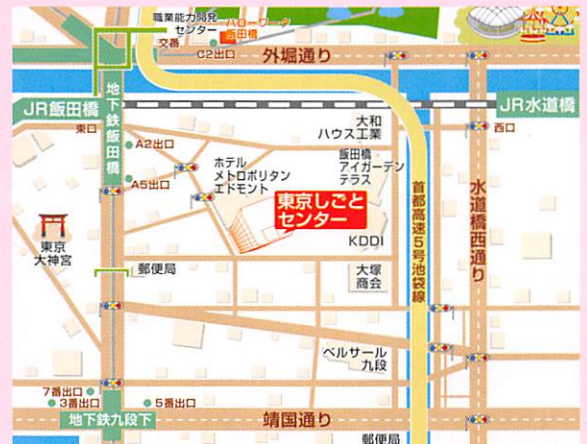 職業能力開発
センター
ハローワーク
飯田橋
交番
C2出口
外堀通り
JR飯田橋
地下鉄飯田橋
JR水道橋
東口
西口
大和
ハウス工業
A2出口
ホテル
メトロポリタン
エドモント
飯田橋
アイガーデン
テラス
A5出口
東京しごと
センター
首都高速5号池袋線
水道橋西通り
東京
大神宮
KDDI
郵便局
大塚
商会
ベルサール
九段
7番出口
3番出口
5番出口
地下鉄九段下
靖国通り
郵便局